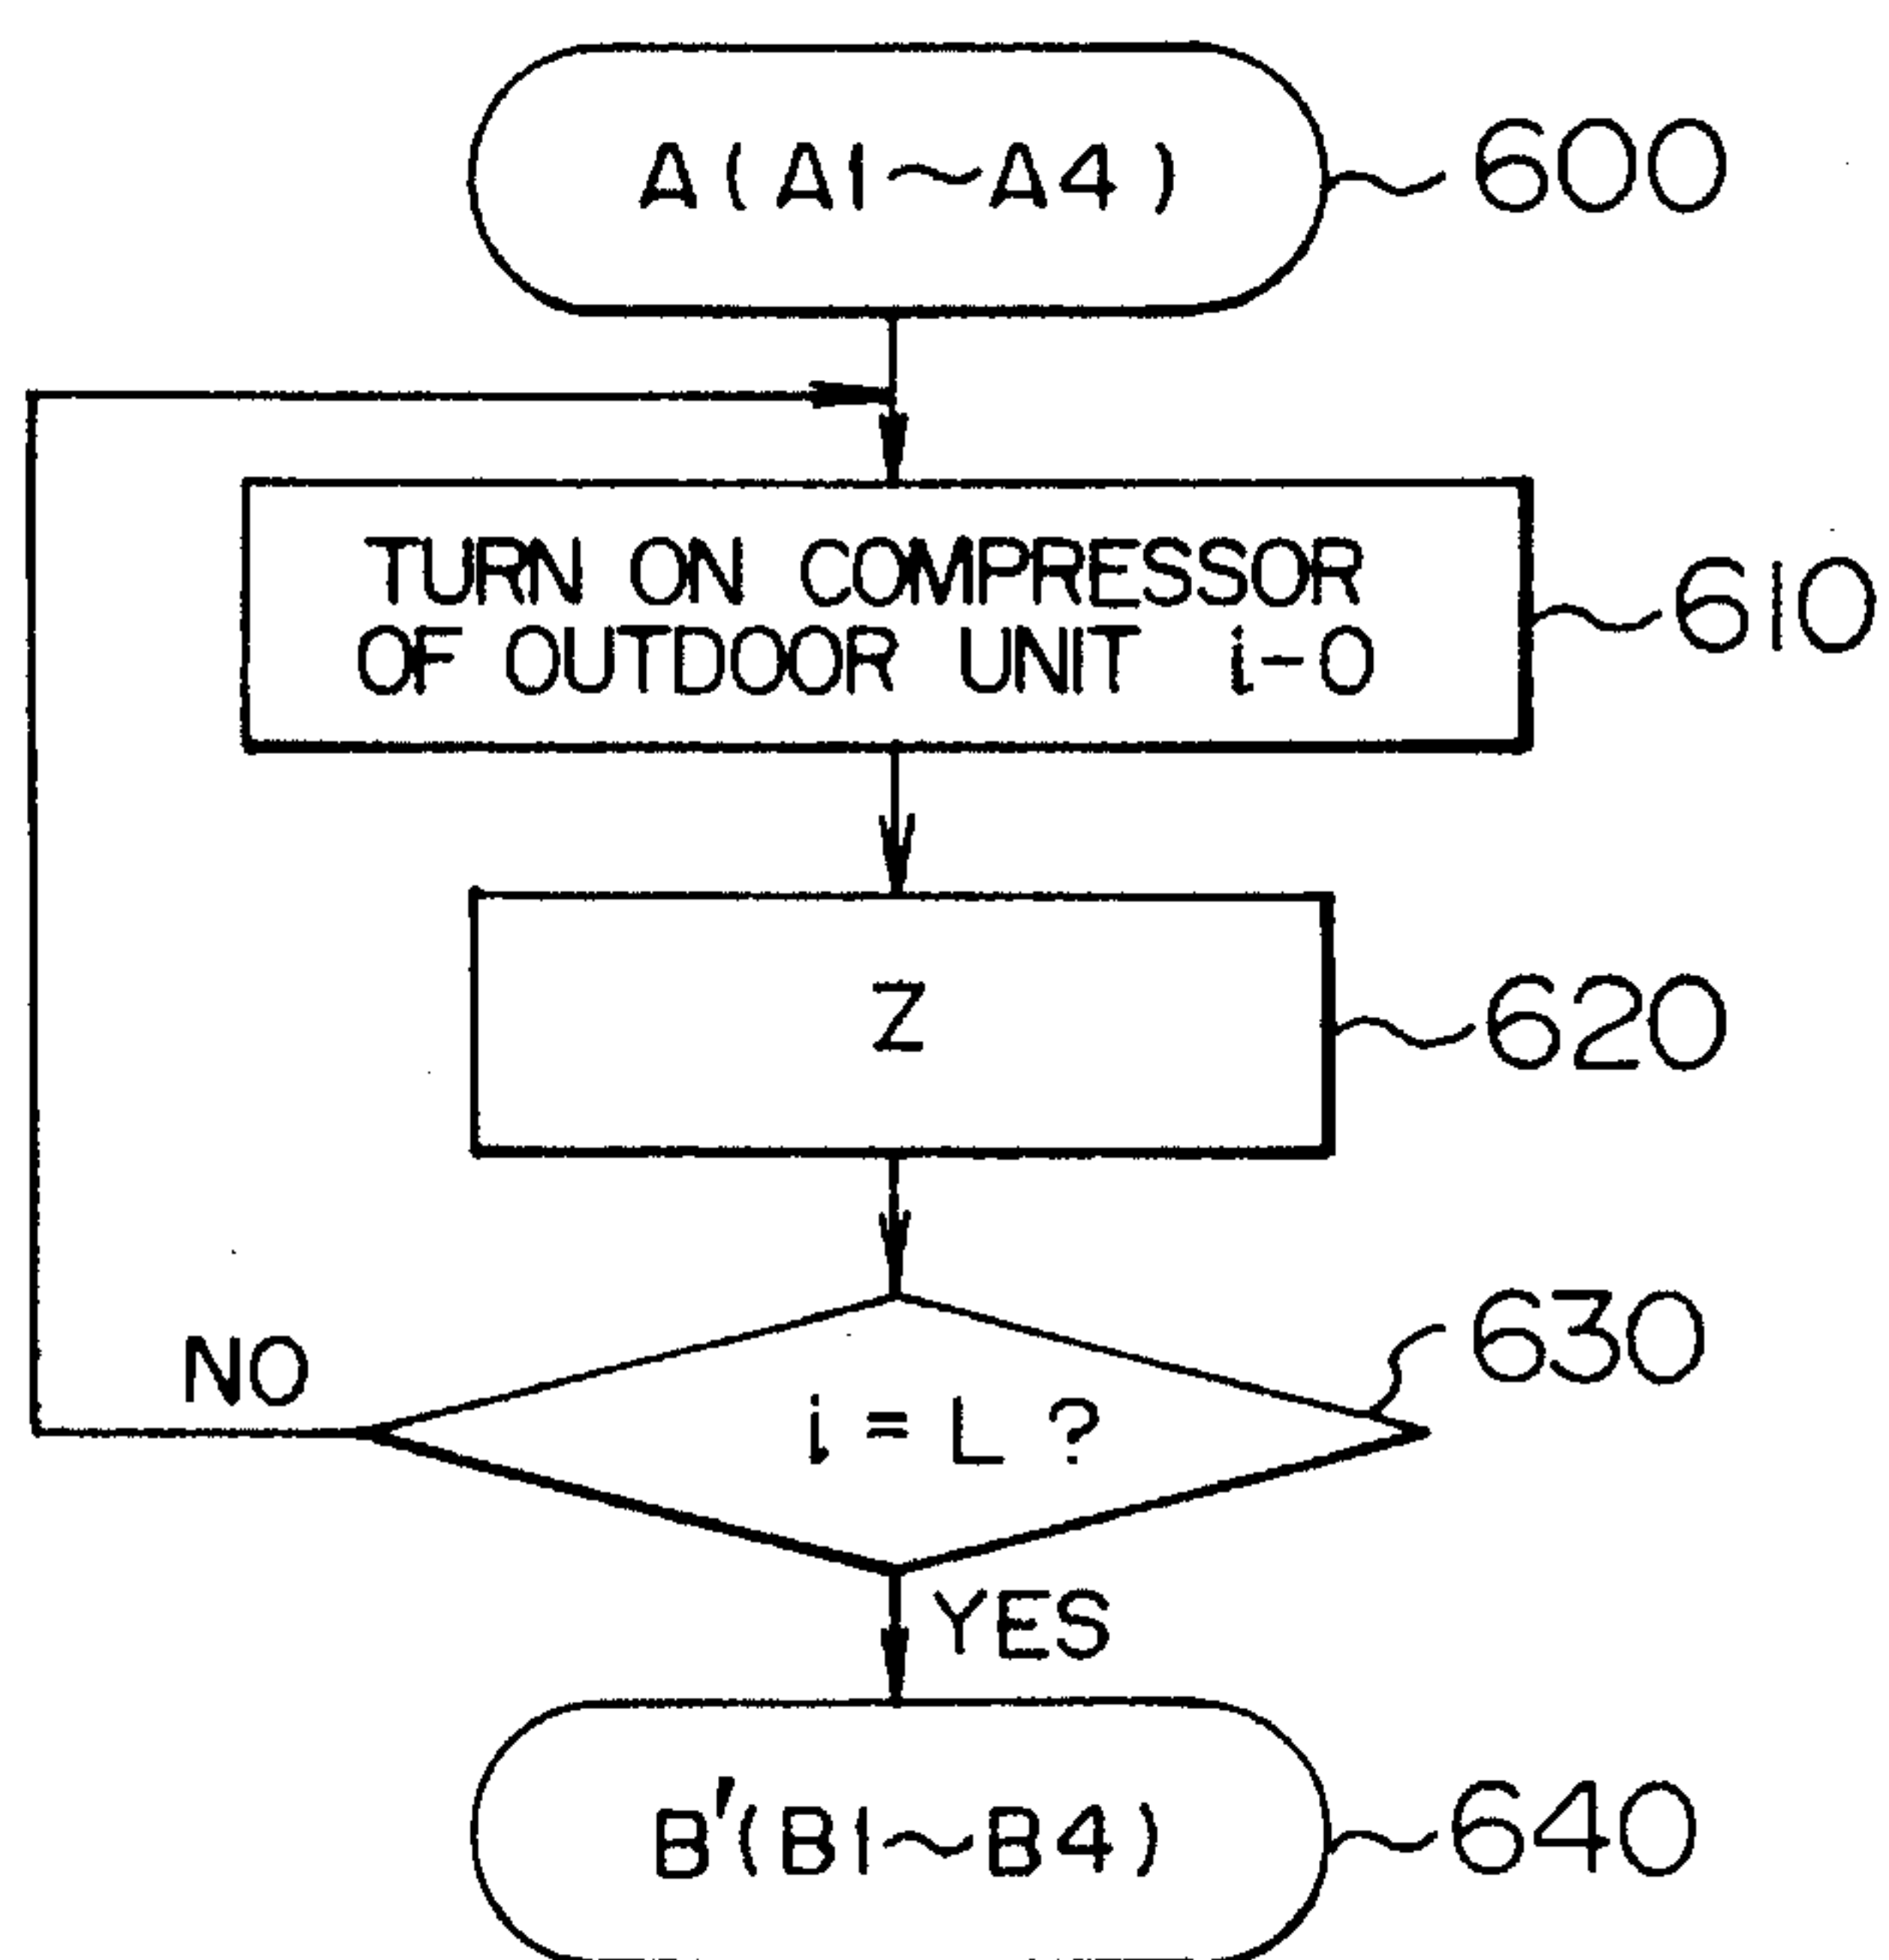 A(A1~A4)
600
TURN ON COMPRESSOR
OF OUTDOOR UNIT i-0
610
Z
620
630
NO
i = L ?
YES
B'(B1~B4)
640